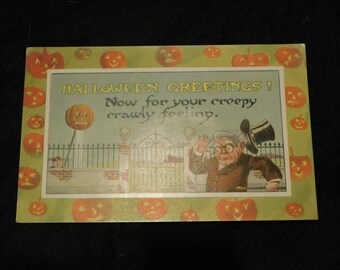 HALLOWEEN GREETINGS!
Now for your creepy
crawly feeling.